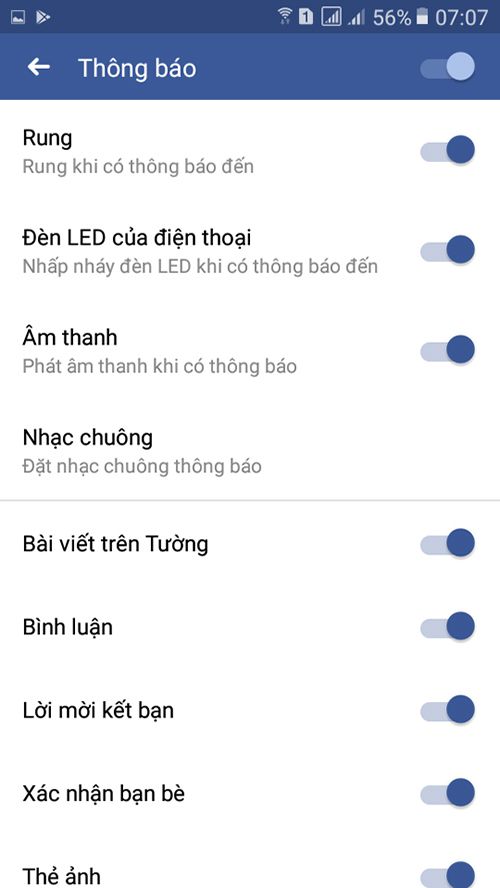 1 56% 07:07
Thông báo
Rung
Rung khi có thông báo đến
Đèn LED của điện thoại
Nhấp nháy đèn LED khi có thông báo đến
Âm thanh
Phát âm thanh khi có thông báo
Nhạc chuông
Đặt nhạc chuông thông báo
Bài viết trên Tường
Bình luận
Lời mời kết bạn
Xác nhận bạn bè
Thẻ ảnh